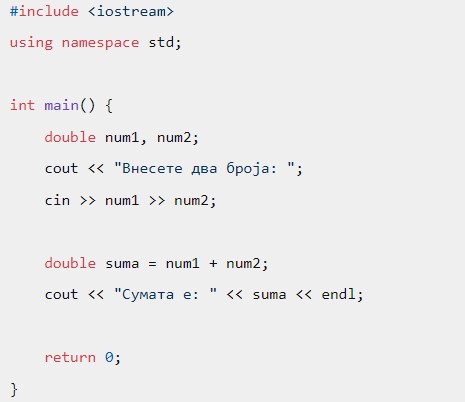 #include <iostream>
using namespace std;
int main() {
double num1, num2;
cout << "Внесете два броја: ";
cin >> num1 >> num2;
double suma = num1 + num2;
cout << "Сумата е: " << suma << endl;
return 0;
}